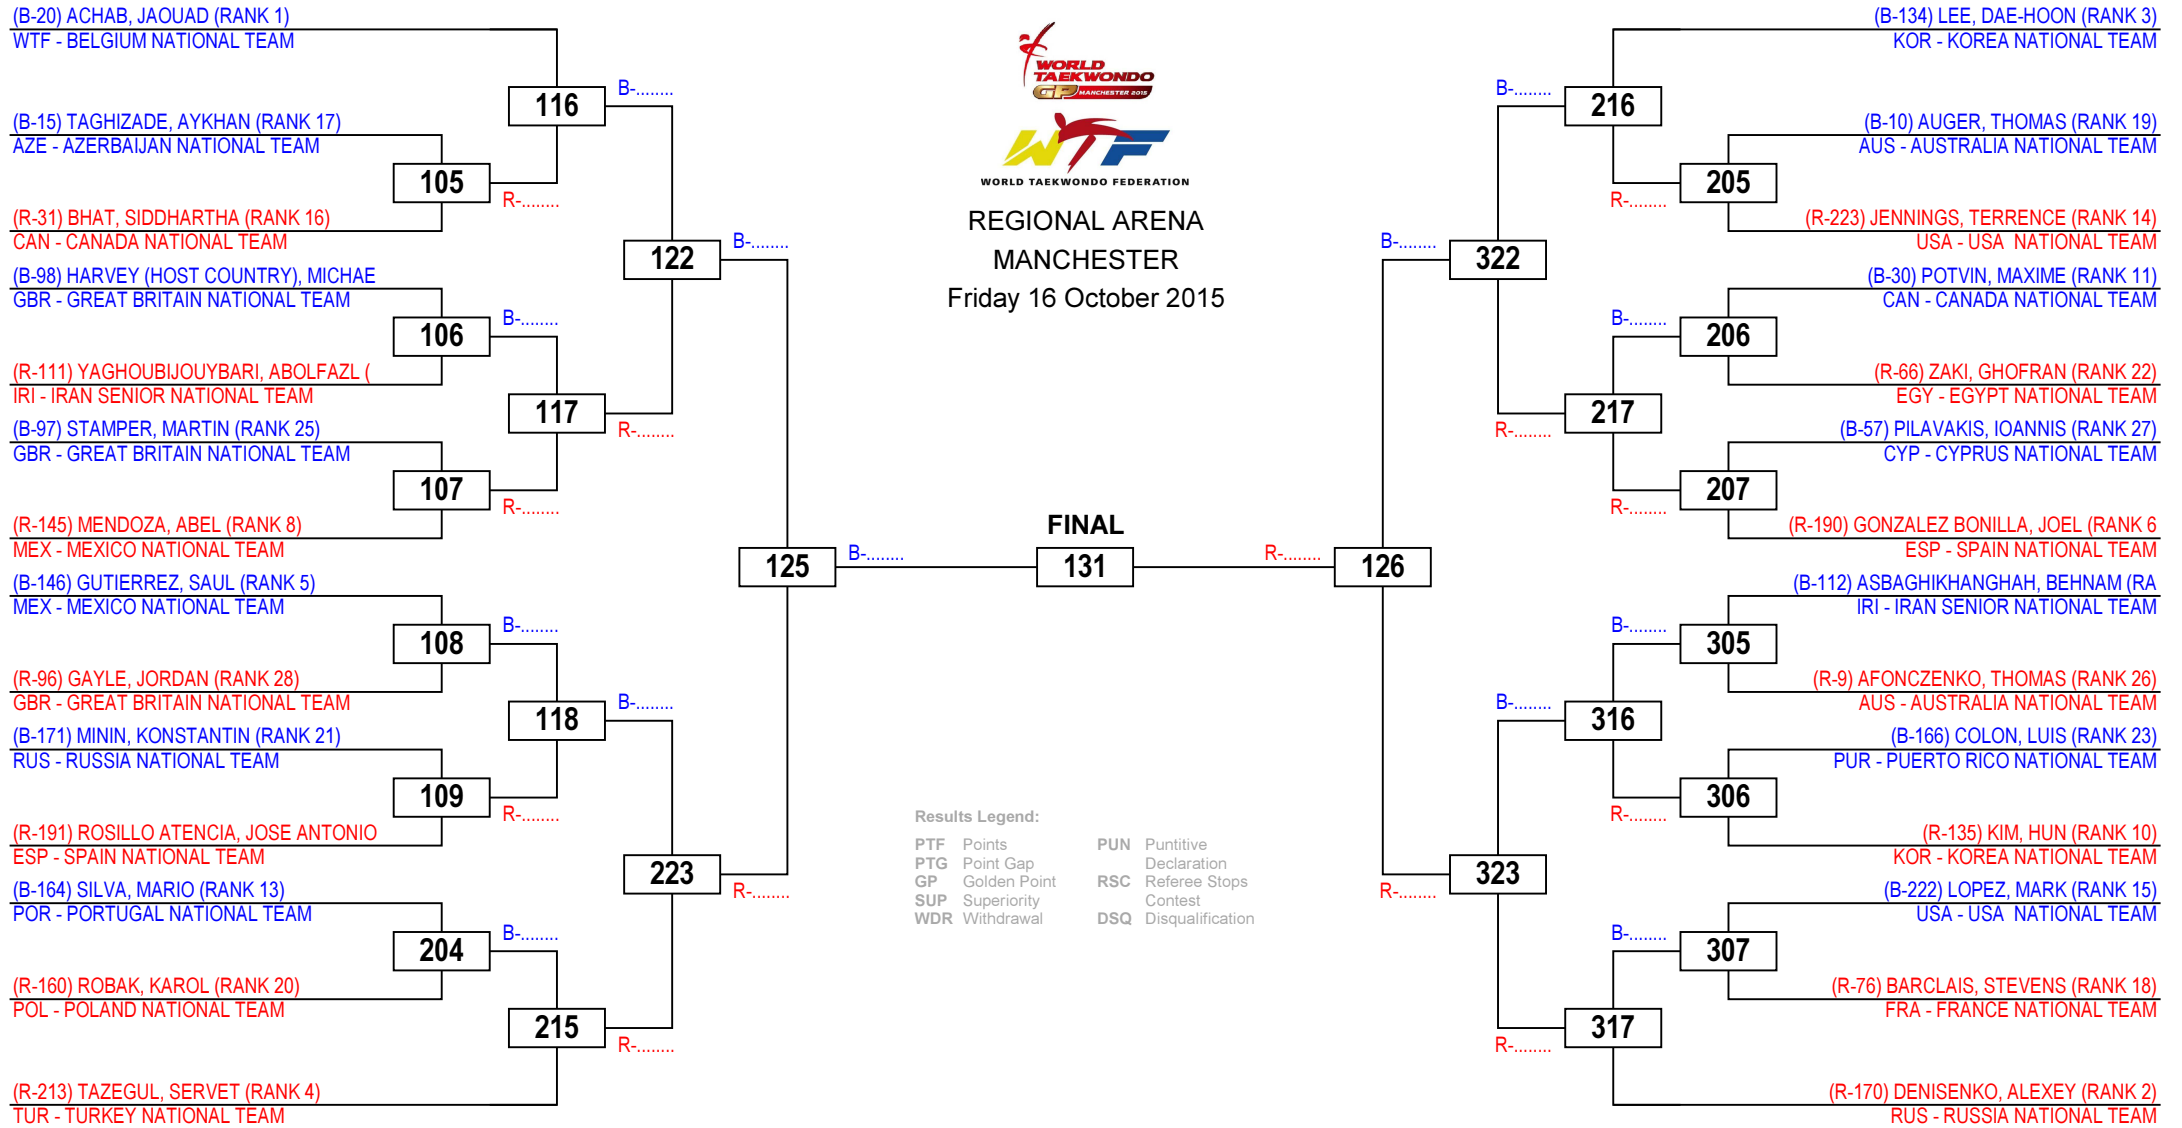 (B-20) ACHAB, JAOUAD (RANK 1)
WTF - BELGIUM NATIONAL TEAM
116
B-........
(B-15) TAGHIZADE, AYKHAN (RANK 17)
AZE - AZERBAIJAN NATIONAL TEAM
105
R-........
(R-31) BHAT, SIDDHARTHA (RANK 16)
CAN - CANADA NATIONAL TEAM
122
B-........
(B-98) HARVEY (HOST COUNTRY), MICHAE
GBR - GREAT BRITAIN NATIONAL TEAM
106
B-........
(R-111) YAGHOUBIJOUYBARI, ABOLFAZL (
IRI - IRAN SENIOR NATIONAL TEAM
117
R-........
(B-97) STAMPER, MARTIN (RANK 25)
GBR - GREAT BRITAIN NATIONAL TEAM
107
R-........
(R-145) MENDOZA, ABEL (RANK 8)
MEX - MEXICO NATIONAL TEAM
125
B-........
(B-146) GUTIERREZ, SAUL (RANK 5)
MEX - MEXICO NATIONAL TEAM
108
B-........
(R-96) GAYLE, JORDAN (RANK 28)
GBR - GREAT BRITAIN NATIONAL TEAM
118
B-........
(B-171) MININ, KONSTANTIN (RANK 21)
RUS - RUSSIA NATIONAL TEAM
109
R-........
(R-191) ROSILLO ATENCIA, JOSE ANTONIO
ESP - SPAIN NATIONAL TEAM
223
R-........
(B-164) SILVA, MARIO (RANK 13)
POR - PORTUGAL NATIONAL TEAM
204
B-........
(R-160) ROBAK, KAROL (RANK 20)
POL - POLAND NATIONAL TEAM
215
R-........
(R-213) TAZEGUL, SERVET (RANK 4)
TUR - TURKEY NATIONAL TEAM
WORLD
TAEKWONDO
GP MANCHESTER 2015
WTF
WORLD TAEKWONDO FEDERATION
REGIONAL ARENA
MANCHESTER
Friday 16 October 2015
FINAL
131
Results Legend:
PTF Points
PTG Point Gap
GP Golden Point
SUP Superiority
WDR Withdrawal
PUN Puntitive
Declaration
RSC Referee Stops
Contest
DSQ Disqualification
(B-134) LEE, DAE-HOON (RANK 3)
KOR - KOREA NATIONAL TEAM
B-........
216
(B-10) AUGER, THOMAS (RANK 19)
AUS - AUSTRALIA NATIONAL TEAM
R-........
205
(R-223) JENNINGS, TERRENCE (RANK 14)
USA - USA  NATIONAL TEAM
B-........
322
(B-30) POTVIN, MAXIME (RANK 11)
CAN - CANADA NATIONAL TEAM
B-........
206
(R-66) ZAKI, GHOFRAN (RANK 22)
EGY - EGYPT NATIONAL TEAM
R-........
217
(B-57) PILAVAKIS, IOANNIS (RANK 27)
CYP - CYPRUS NATIONAL TEAM
R-........
207
(R-190) GONZALEZ BONILLA, JOEL (RANK 6
ESP - SPAIN NATIONAL TEAM
R-........
126
(B-112) ASBAGHIKHANGHAH, BEHNAM (RA
IRI - IRAN SENIOR NATIONAL TEAM
B-........
305
(R-9) AFONCZENKO, THOMAS (RANK 26)
AUS - AUSTRALIA NATIONAL TEAM
B-........
316
(B-166) COLON, LUIS (RANK 23)
PUR - PUERTO RICO NATIONAL TEAM
R-........
306
(R-135) KIM, HUN (RANK 10)
KOR - KOREA NATIONAL TEAM
R-........
323
(B-222) LOPEZ, MARK (RANK 15)
USA - USA  NATIONAL TEAM
B-........
307
(R-76) BARCLAIS, STEVENS (RANK 18)
FRA - FRANCE NATIONAL TEAM
R-........
317
(R-170) DENISENKO, ALEXEY (RANK 2)
RUS - RUSSIA NATIONAL TEAM